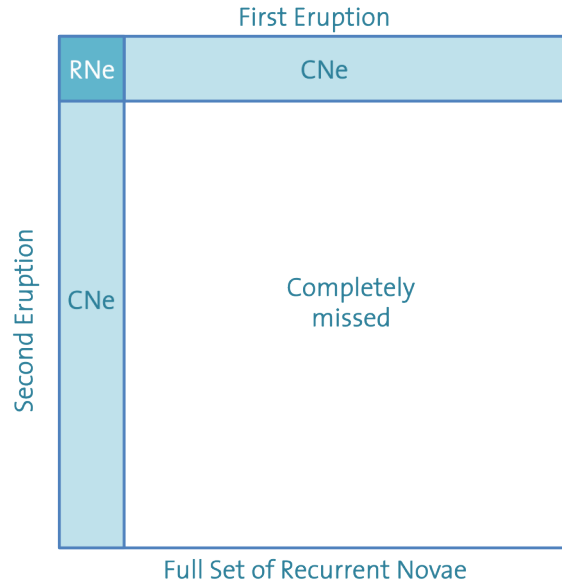 First Eruption
RNe
CNe
Second Eruption
CNe
Completely
missed
Full Set of Recurrent Novae